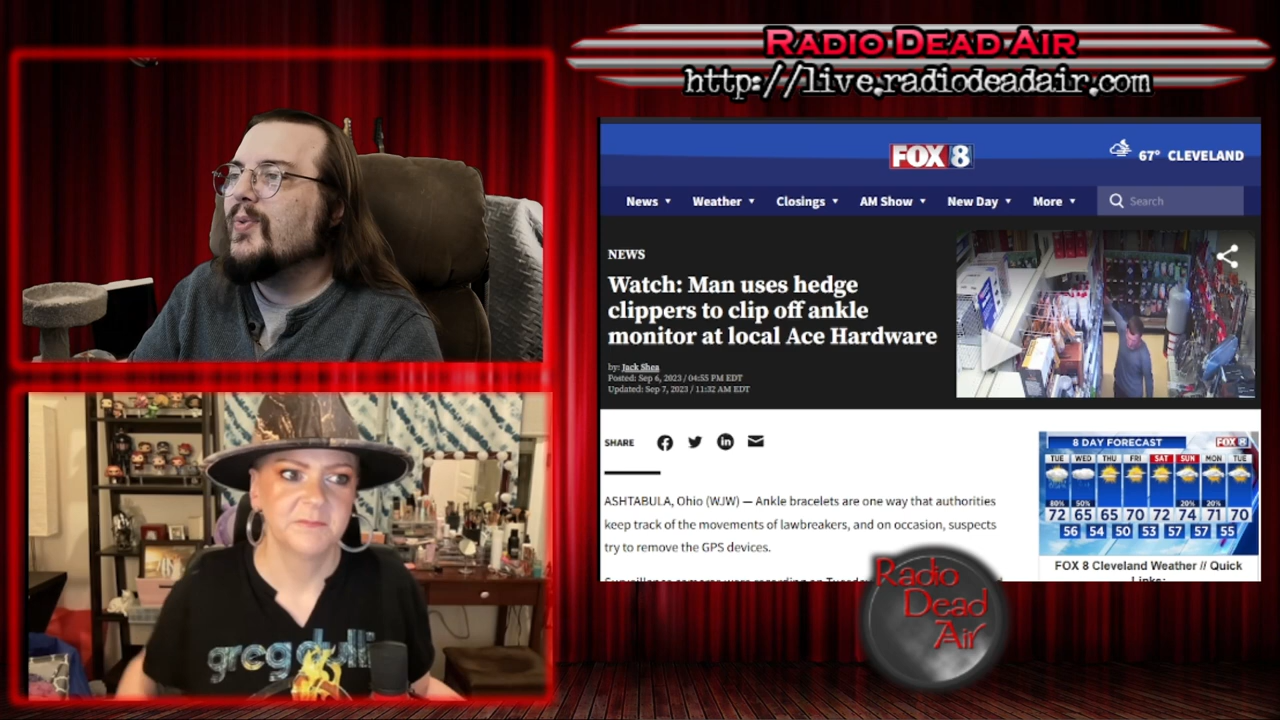 Radio Dead Air
http://live.radiodeadair.com
FOX 8
67° CLEVELAND
News Weather Closings AM Show New Day More Search
NEWS
Watch: Man uses hedge
clippers to clip off ankle
monitor at local Ace Hardware
by: Jack Shea
Posted: Sep 6, 2023 / 04:55 PM EDT
Updated: Sep 7, 2023 / 11:32 AM EDT
SHARE
ASHTABULA, Ohio (WJW) — Ankle bracelets are one way that authorities
keep track of the movements of lawbreakers, and on occasion, suspects
try to remove the GPS devices.
8 DAY FORECAST FOX 8
TUE WED THU FRI SAT SUN MON TUE
80% 50% 20% 20%
72 65 65 70 72 74 71 70
56 54 50 53 57 57 55
FOX 8 Cleveland Weather // Quick
Radio
Dead
Air
greg